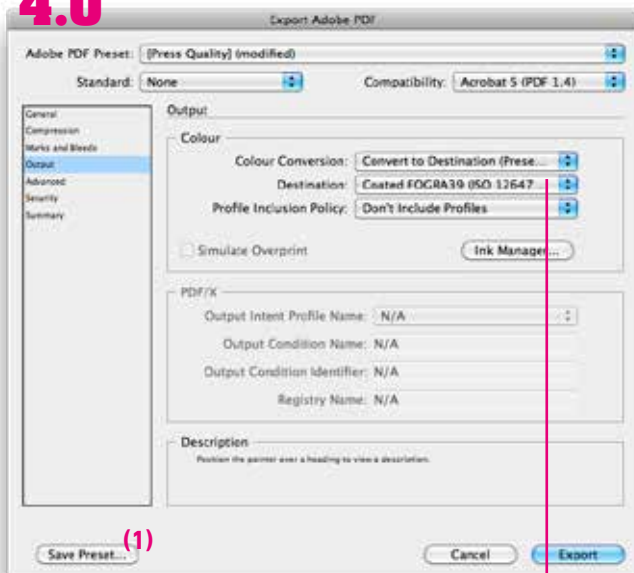 4.0
Export Adobe PDF
Adobe PDF Preset: [Press Quality] (modified)
Standard: None Compatibility: Acrobat 5 (PDF 1.4)
General
Compression
Marks and Bleeds
Output
Advanced
Security
Summary
Output
Colour
Colour Conversion: Convert to Destination (Prese...
Destination: Coated FOGRA39 (ISO 12647...
Profile Inclusion Policy: Don't Include Profiles
Simulate Overprint Ink Manager...
PDF/X
Output Intent Profile Name: N/A
Output Condition Name: N/A
Output Condition Identifier: N/A
Registry Name: N/A
Description
Position the pointer over a heading to view a description.
(1)
Save Preset... Cancel Export